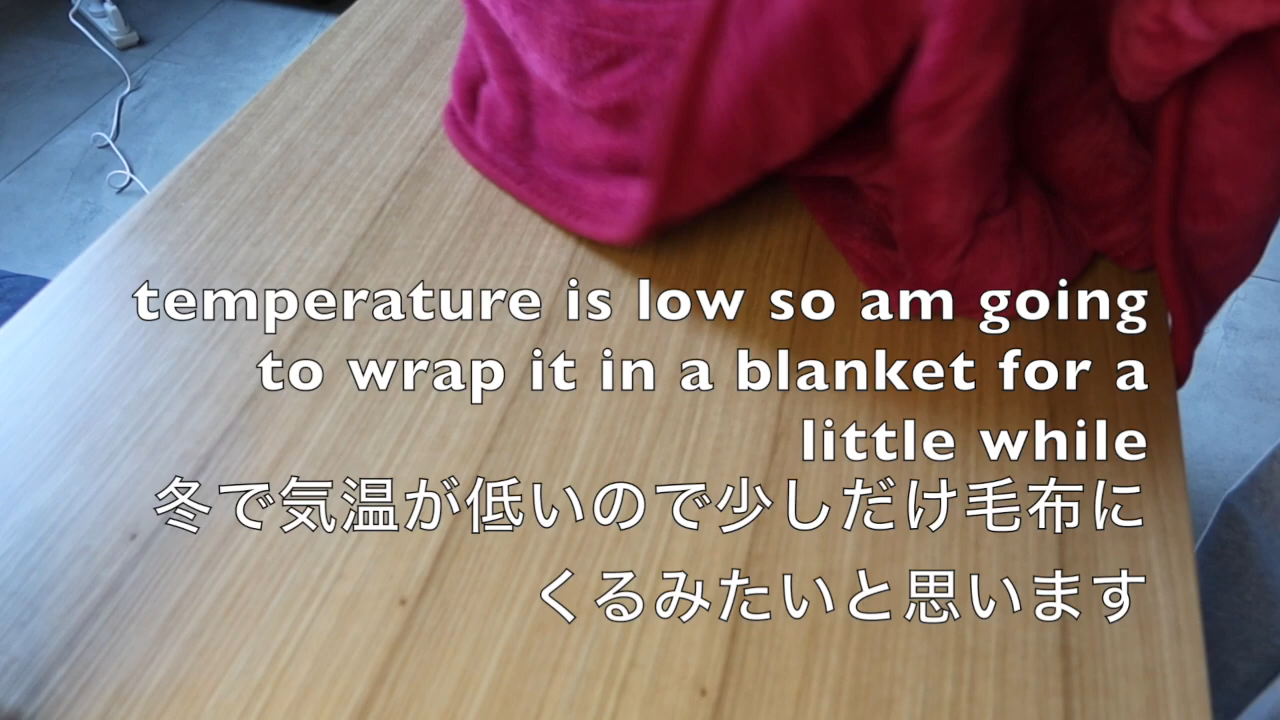 temperature is low so am going
to wrap it in a blanket for a
little while
冬で気温が低いので少しだけ毛布に
くるみたいと思います